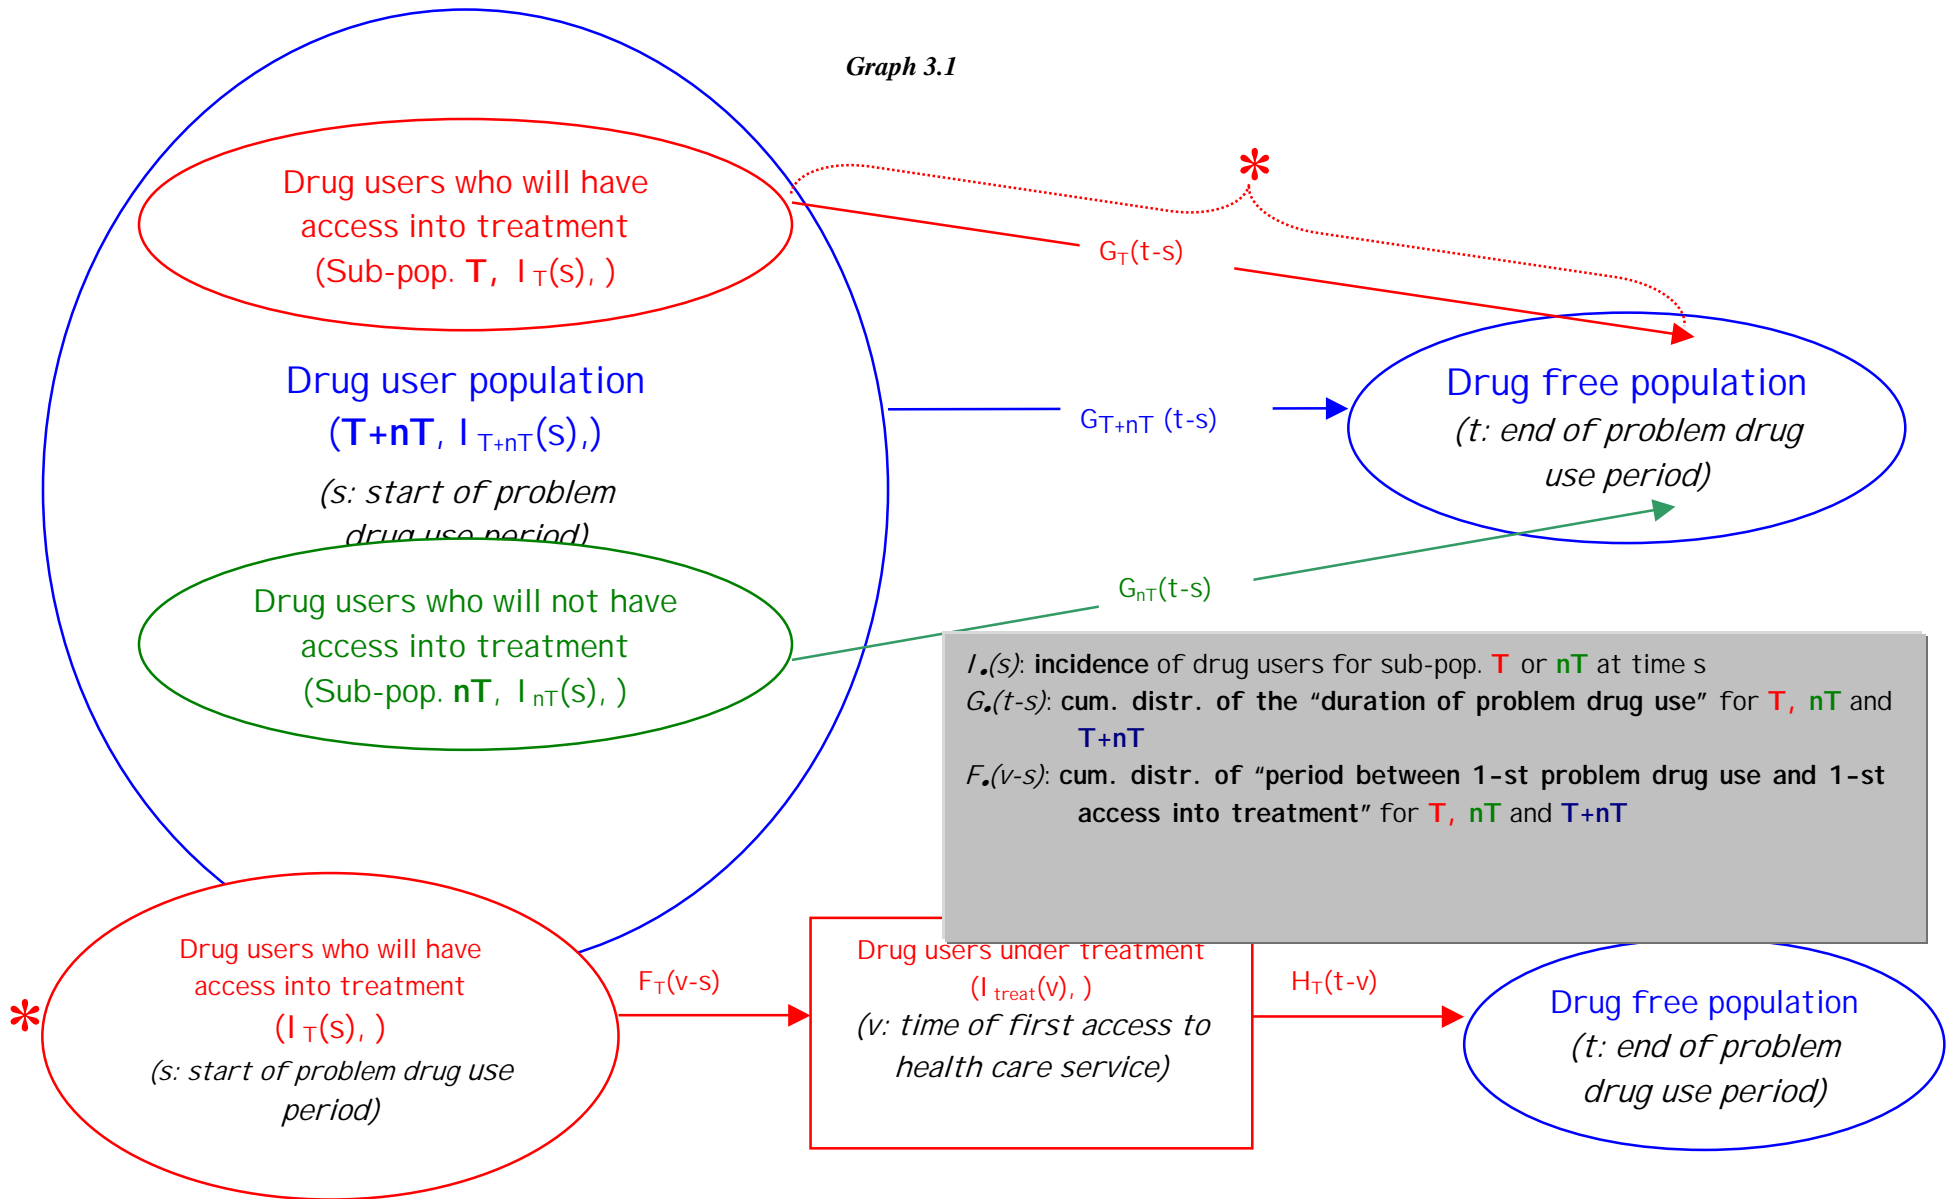 Graph 3.1
Drug users who will have
access into treatment
(Sub-pop. T, I T(s), )
*
GT(t-s)
Drug user population
(T+nT, I T+nT(s),)
(s: start of problem
drug use period)
GT+nT (t-s)
Drug free population
(t: end of problem drug
use period)
Drug users who will not have
access into treatment
(Sub-pop. nT, I nT(s), )
GnT(t-s)
I•(s): incidence of drug users for sub-pop. T or nT at time s
G•(t-s): cum. distr. of the “duration of problem drug use” for T, nT and
T+nT
F•(v-s): cum. distr. of “period between 1-st problem drug use and 1-st
access into treatment” for T, nT and T+nT
*
Drug users who will have
access into treatment
(I T(s), )
(s: start of problem drug use
period)
FT(v-s)
Drug users under treatment
(I treat(v), )
(v: time of first access to
health care service)
HT(t-v)
Drug free population
(t: end of problem
drug use period)